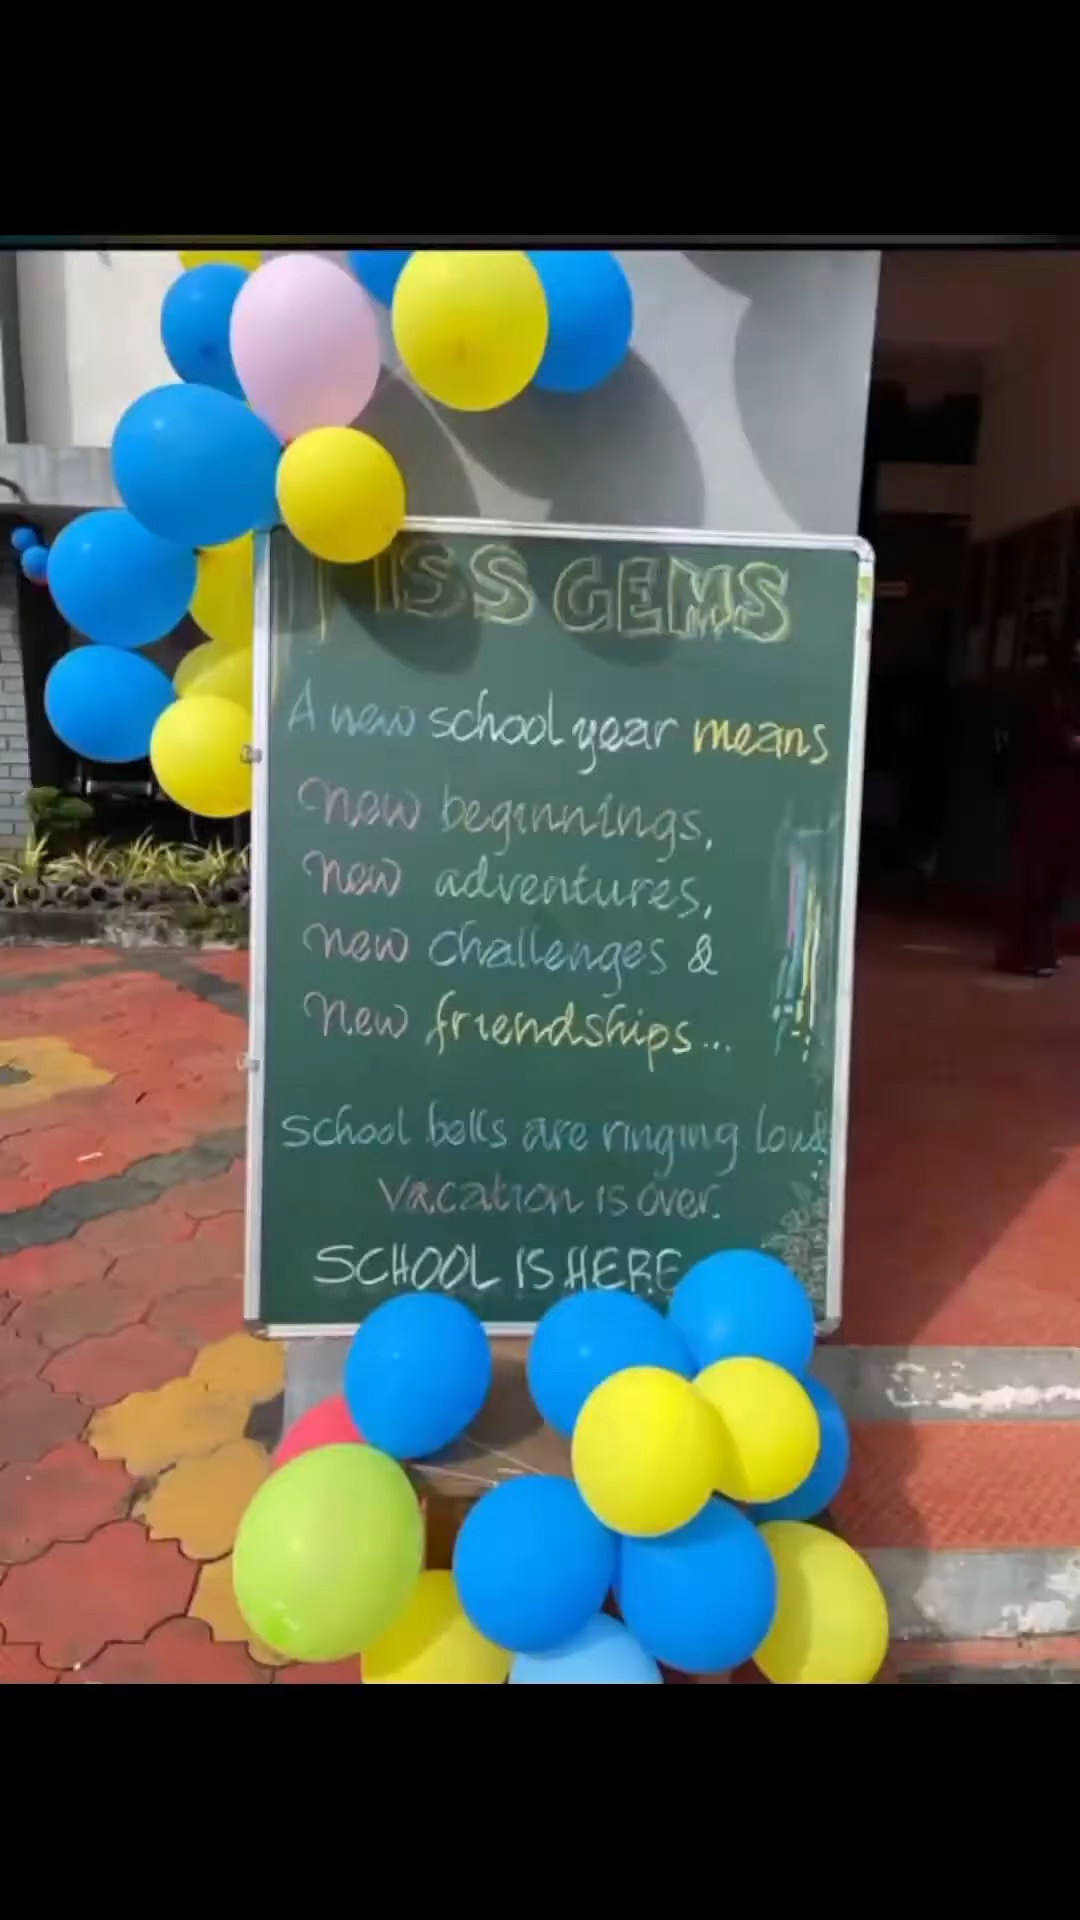 GEMS
A new school year means
New beginnings,
New adventures,
New challenges &
New friendships...
School bells are ringing loud
Vacation is over.
SCHOOL IS HERE